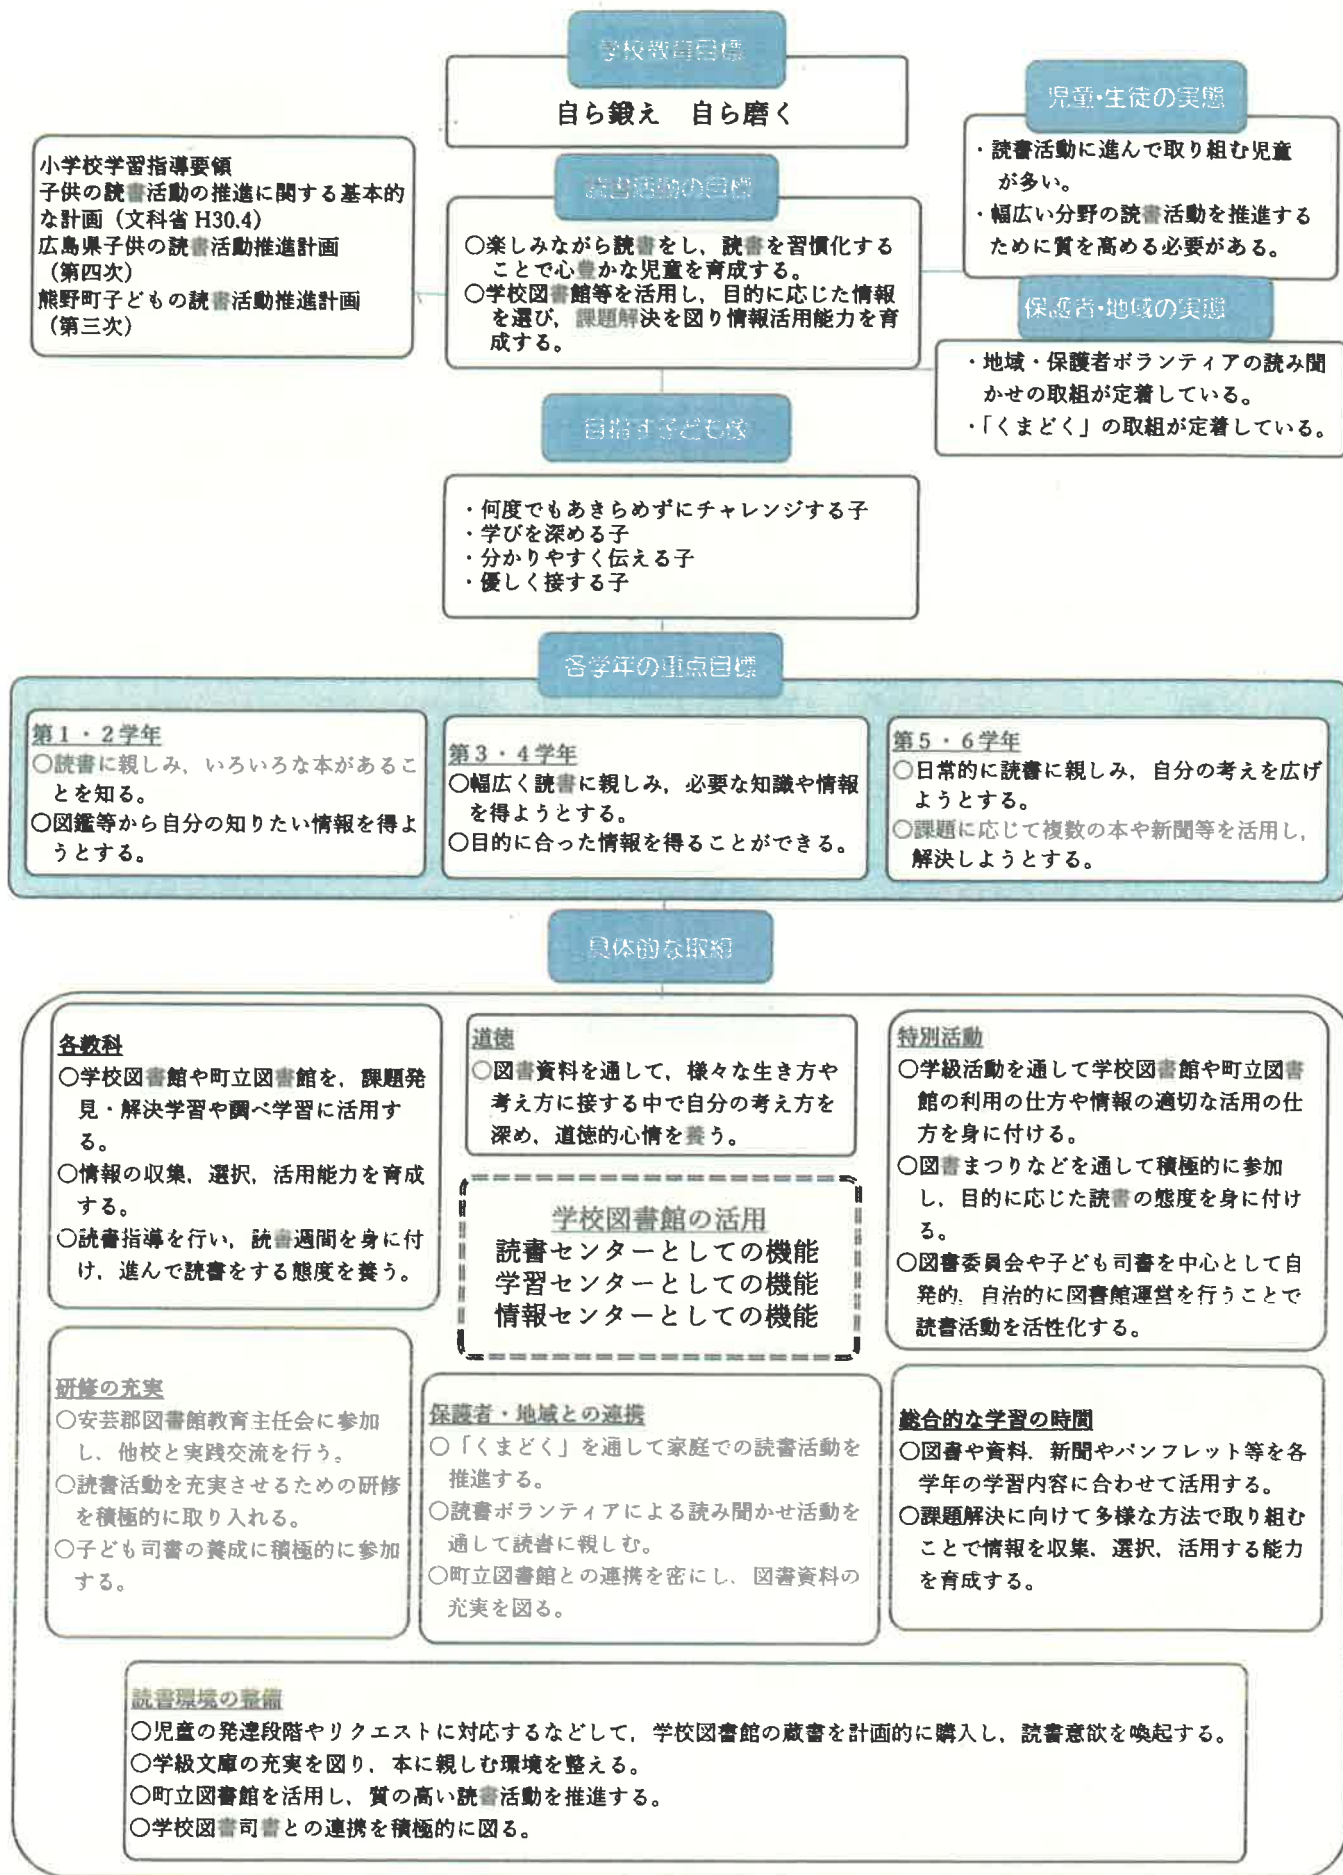 学校教育目標
自ら鍛え　自ら磨く
児童・生徒の実態
・読書活動に進んで取り組む児童
が多い。
・幅広い分野の読書活動を推進する
ために質を高める必要がある。
小学校学習指導要領
子供の読書活動の推進に関する基本的
な計画（文科省 H30.4）
広島県子供の読書活動推進計画
（第四次）
熊野町子どもの読書活動推進計画
（第三次）
読書活動の目標
○楽しみながら読書をし，読書を習慣化する
ことで心豊かな児童を育成する。
○学校図書館等を活用し，目的に応じた情報
を選び，課題解決を図り情報活用能力を育
成する。
保護者・地域の実態
・地域・保護者ボランティアの読み聞
かせの取組が定着している。
・「くまどく」の取組が定着している。
目指す子ども像
・何度でもあきらめずにチャレンジする子
・学びを深める子
・分かりやすく伝える子
・優しく接する子
各学年の重点目標
第１・２学年
○読書に親しみ，いろいろな本があるこ
とを知る。
○図鑑等から自分の知りたい情報を得よ
うとする。
第３・４学年
○幅広く読書に親しみ，必要な知識や情報
を得ようとする。
○目的に合った情報を得ることができる。
第５・６学年
○日常的に読書に親しみ，自分の考えを広げ
ようとする。
○課題に応じて複数の本や新聞等を活用し，
解決しようとする。
具体的な取組
各教科
○学校図書館や町立図書館を，課題発
見・解決学習や調べ学習に活用す
る。
○情報の収集，選択，活用能力を育成
する。
○読書指導を行い，読書週間を身に付
け，進んで読書をする態度を養う。
道徳
○図書資料を通して，様々な生き方や
考え方に接する中で自分の考え方を
深め，道徳的心情を養う。
特別活動
○学級活動を通して学校図書館や町立図書
館の利用の仕方や情報の適切な活用の仕
方を身に付ける。
○図書まつりなどを通して積極的に参加
し，目的に応じた読書の態度を身に付け
る。
○図書委員会や子ども司書を中心として自
発的，自治的に図書館運営を行うことで
読書活動を活性化する。
学校図書館の活用
読書センターとしての機能
学習センターとしての機能
情報センターとしての機能
研修の充実
○安芸郡図書館教育主任会に参加
し，他校と実践交流を行う。
○読書活動を充実させるための研修
を積極的に取り入れる。
○子ども司書の養成に積極的に参加
する。
保護者・地域との連携
○「くまどく」を通して家庭での読書活動を
推進する。
○読書ボランティアによる読み聞かせ活動を
通して読書に親しむ。
○町立図書館との連携を密にし，図書資料の
充実を図る。
総合的な学習の時間
○図書や資料，新聞やパンフレット等を各
学年の学習内容に合わせて活用する。
○課題解決に向けて多様な方法で取り組む
ことで情報を収集，選択，活用する能力
を育成する。
読書環境の整備
○児童の発達段階やリクエストに対応するなどして，学校図書館の蔵書を計画的に購入し，読書意欲を喚起する。
○学級文庫の充実を図り，本に親しむ環境を整える。
○町立図書館を活用し，質の高い読書活動を推進する。
○学校図書司書との連携を積極的に図る。